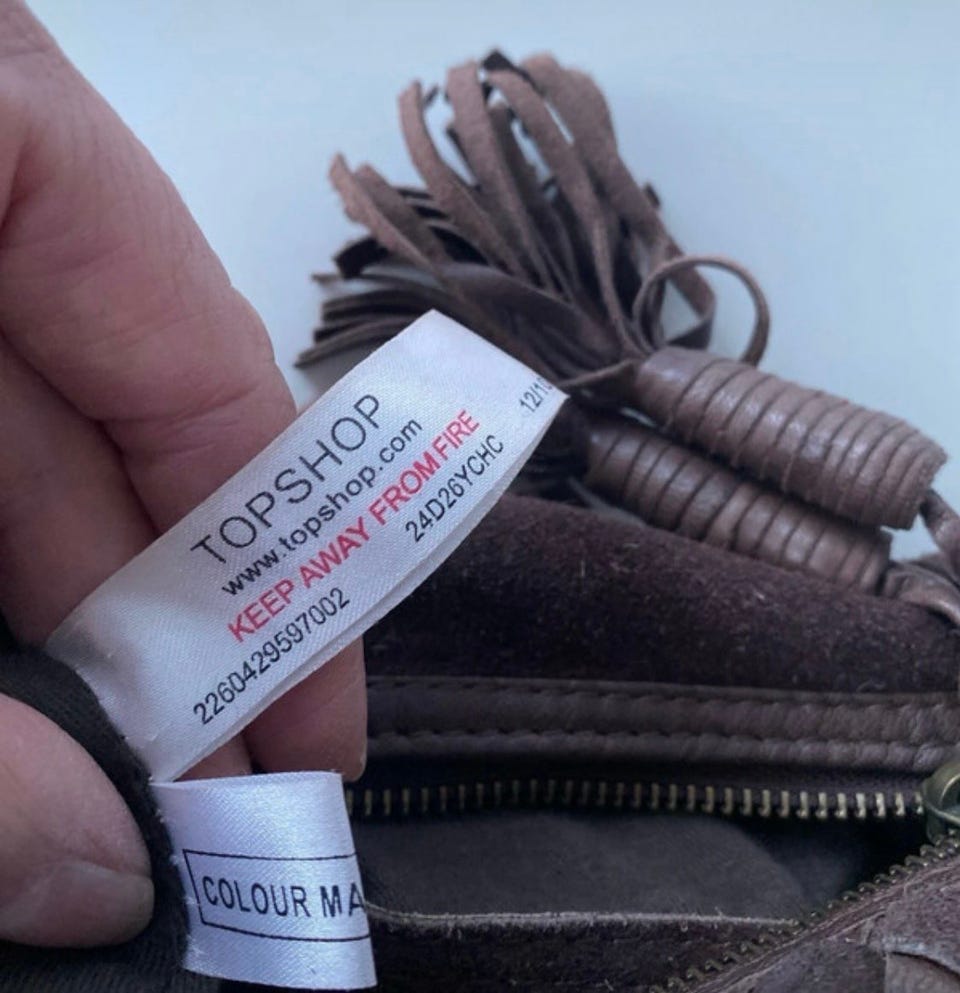 TOPSHOP
www.topshop.com
KEEP AWAY FROM FIRE
2260429597002 24D26YCHC
COLOUR MA